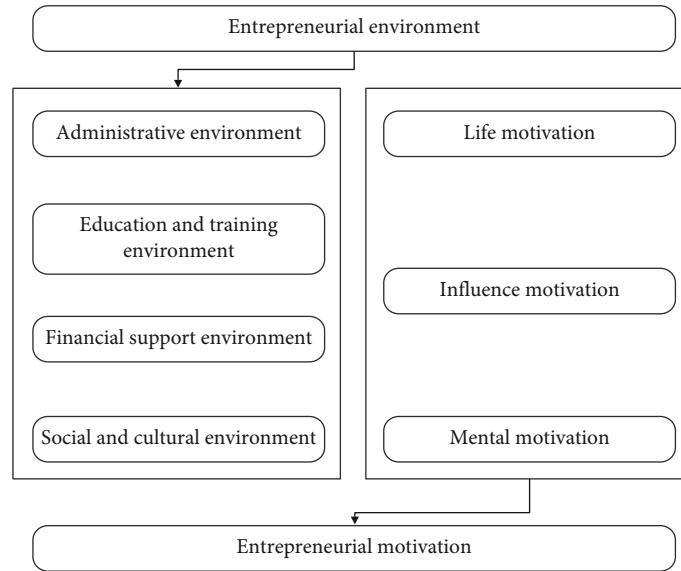 Entrepreneurial environment
Administrative environment
Education and training
environment
Financial support environment
Social and cultural environment
Life motivation
Influence motivation
Mental motivation
Entrepreneurial motivation